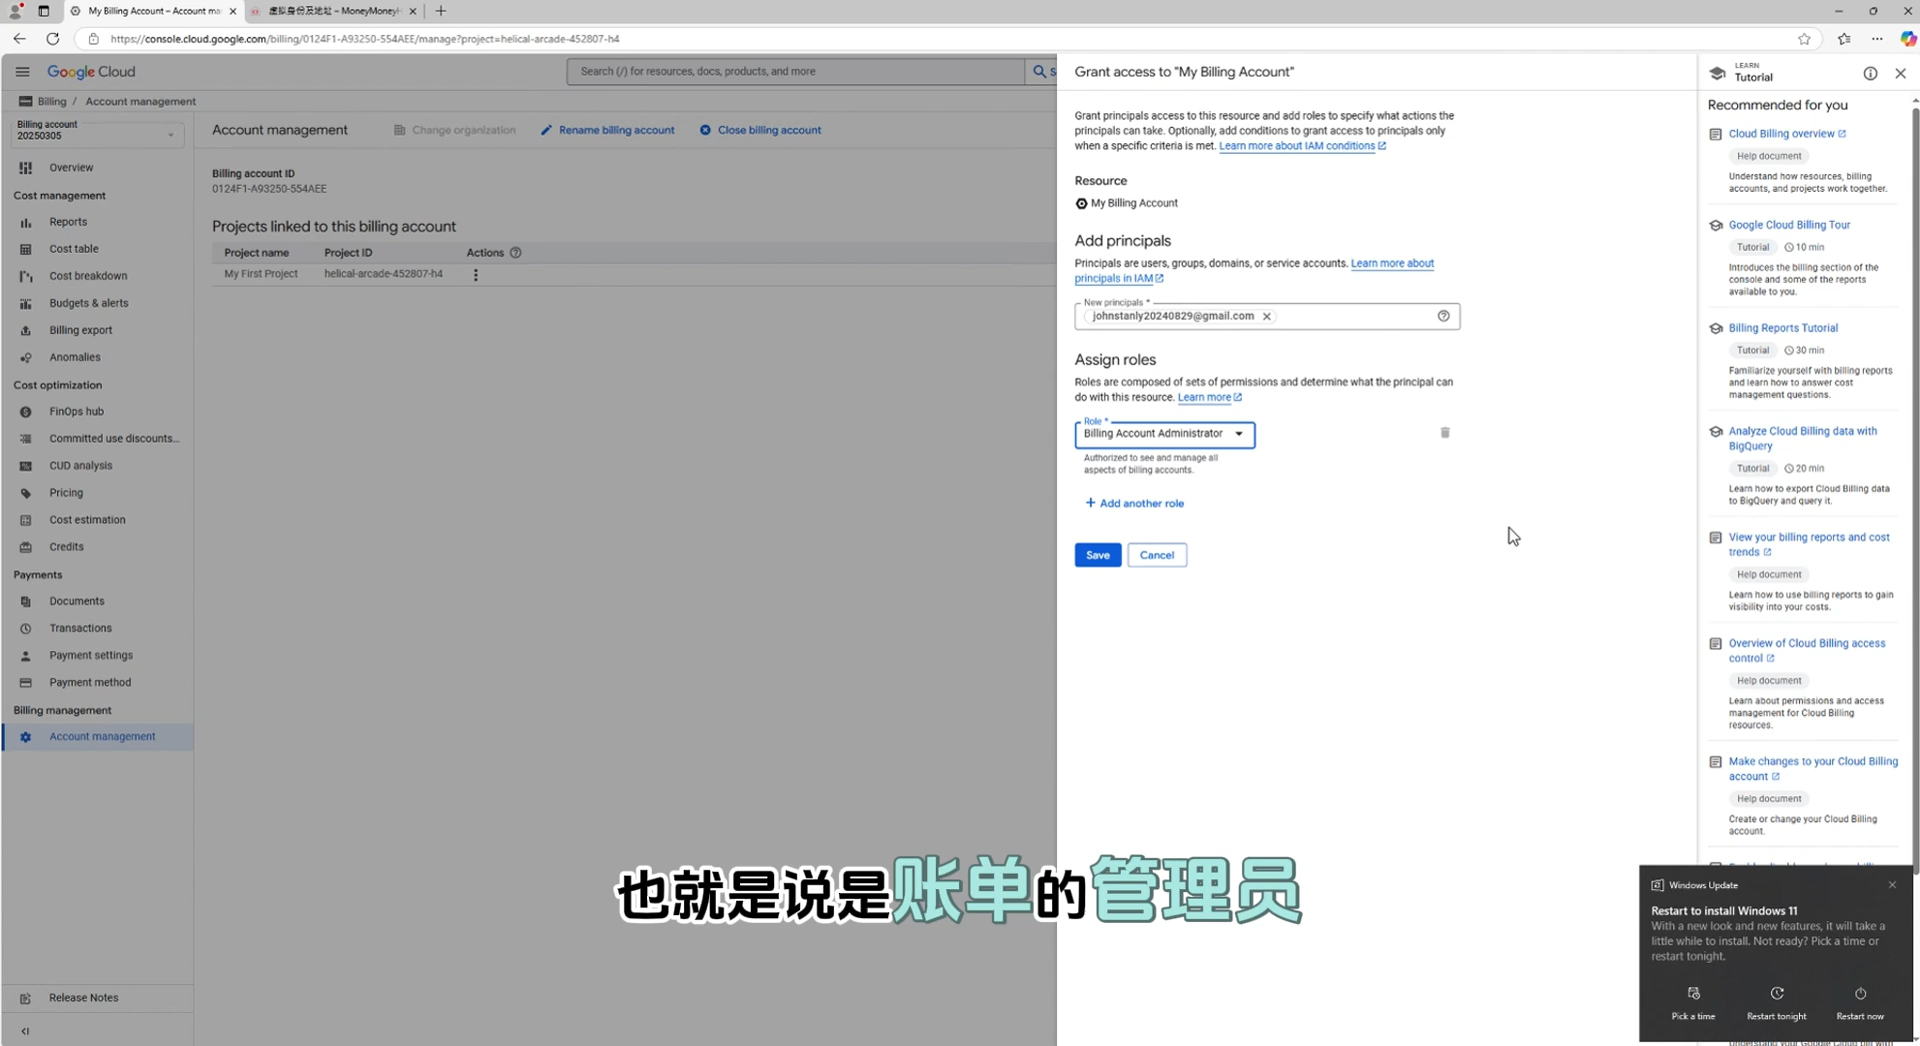 My Billing Account – Account ma
虚拟身份及地址 – MoneyMoneyH
https://console.cloud.google.com/billing/0124F1-A93250-554AEE/manage?project=helical-arcade-452807-h4
Google Cloud
Search (/) for resources, docs, products, and more
S
Billing / Account management
Billing account
20250305
Overview
Cost management
Reports
Cost table
Cost breakdown
Budgets & alerts
Billing export
Anomalies
Cost optimization
FinOps hub
Committed use discounts...
CUD analysis
Pricing
Cost estimation
Credits
Payments
Documents
Transactions
Payment settings
Payment method
Billing management
Account management
Release Notes
Account management
Change organization
Rename billing account
Close billing account
Billing account ID
0124F1-A93250-554AEE
Projects linked to this billing account
Project name Project ID Actions
My First Project helical-arcade-452807-h4
Grant access to "My Billing Account"
Grant principals access to this resource and add roles to specify what actions the
principals can take. Optionally, add conditions to grant access to principals only
when a specific criteria is met. Learn more about IAM conditions
Resource
My Billing Account
Add principals
Principals are users, groups, domains, or service accounts. Learn more about
principals in IAM
New principals *
johnstanly20240829@gmail.com
Assign roles
Roles are composed of sets of permissions and determine what the principal can
do with this resource. Learn more
Role *
Billing Account Administrator
Authorized to see and manage all
aspects of billing accounts.
+ Add another role
Save
Cancel
LEARN
Tutorial
Recommended for you
Cloud Billing overview
Help document
Understand how resources, billing
accounts, and projects work together.
Google Cloud Billing Tour
Tutorial 10 min
Introduces the billing section of the
console and some of the reports
available to you.
Billing Reports Tutorial
Tutorial 30 min
Familiarize yourself with billing reports
and learn how to answer cost
management questions.
Analyze Cloud Billing data with
BigQuery
Tutorial 20 min
Learn how to export Cloud Billing data
to BigQuery and query it.
View your billing reports and cost
trends
Help document
Learn how to use billing reports to gain
visibility into your costs.
Overview of Cloud Billing access
control
Help document
Learn about permissions and access
management for Cloud Billing
resources.
Make changes to your Cloud Billing
account
Help document
Create or change your Cloud Billing
account.
也就是说是账单的管理员
Windows Update
Restart to install Windows 11
With a new look and new features, it will take a
little while to install. Not ready? Pick a time or
restart tonight.
Pick a time
Restart tonight
Restart now